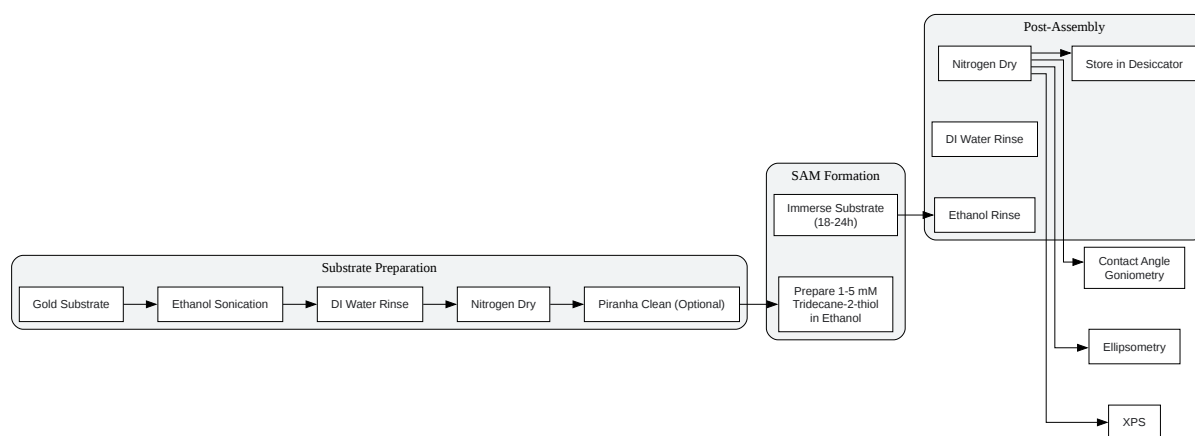 Post-Assembly
Nitrogen Dry
Store in Desiccator
DI Water Rinse
SAM Formation
Immerse Substrate
(18-24h)
Ethanol Rinse
Substrate Preparation
Gold Substrate
Ethanol Sonication
DI Water Rinse
Nitrogen Dry
Piranha Clean (Optional)
Prepare 1-5 mM
Tridecane-2-thiol
in Ethanol
Contact Angle
Goniometry
Ellipsometry
XPS